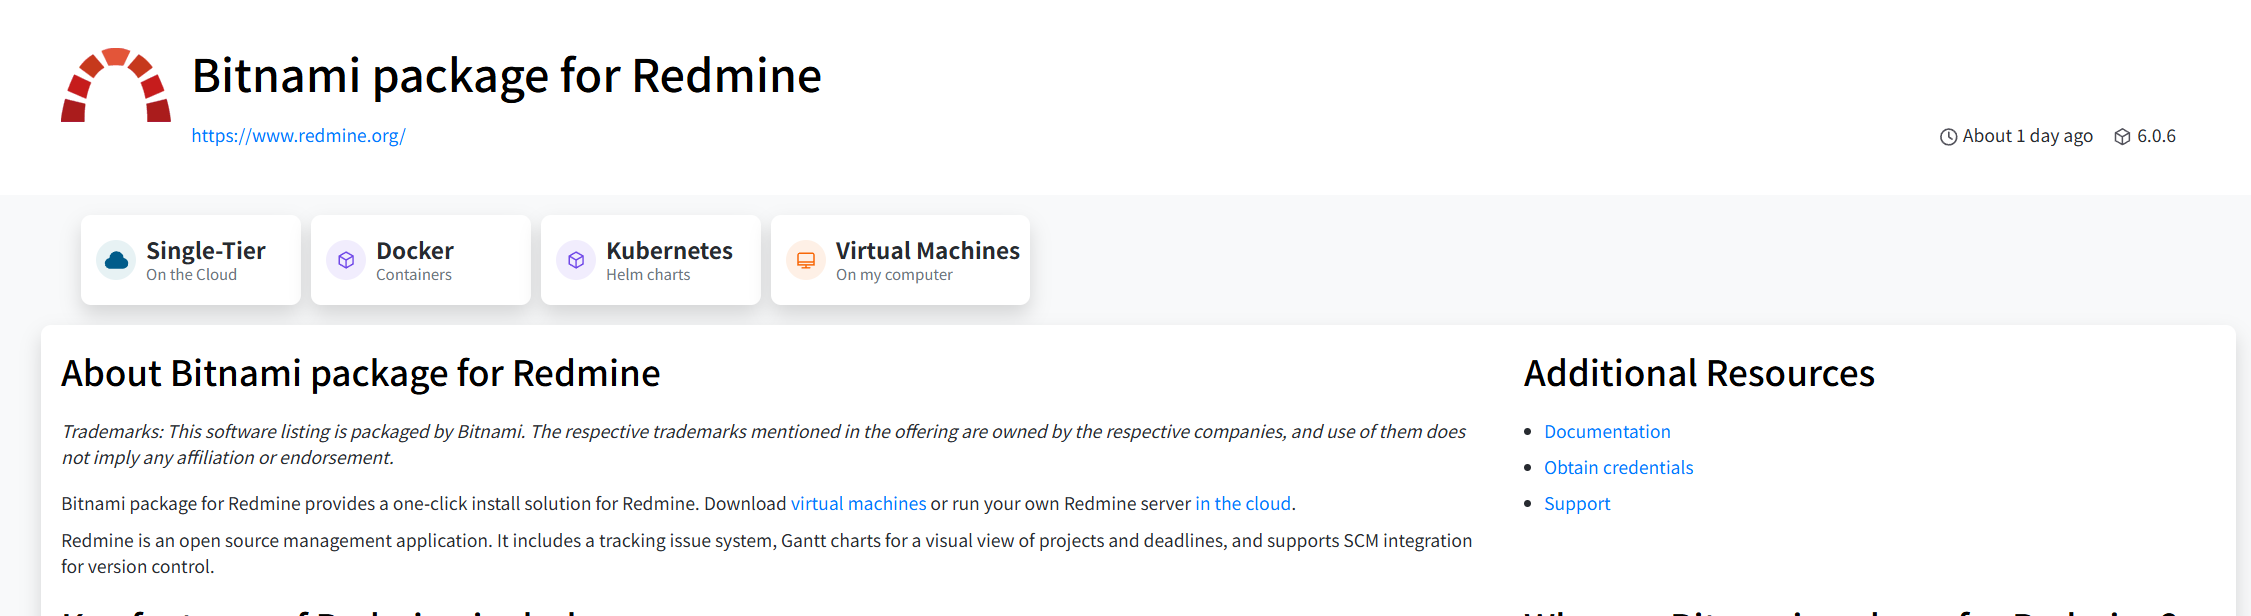 Bitnami package for Redmine
https://www.redmine.org/
About 1 day ago 6.0.6
Single-Tier
On the Cloud
Docker
Containers
Kubernetes
Helm charts
Virtual Machines
On my computer
About Bitnami package for Redmine
Trademarks: This software listing is packaged by Bitnami. The respective trademarks mentioned in the offering are owned by the respective companies, and use of them does
not imply any affiliation or endorsement.
Bitnami package for Redmine provides a one-click install solution for Redmine. Download virtual machines or run your own Redmine server in the cloud.
Redmine is an open source management application. It includes a tracking issue system, Gantt charts for a visual view of projects and deadlines, and supports SCM integration
for version control.
Additional Resources
Documentation
Obtain credentials
Support